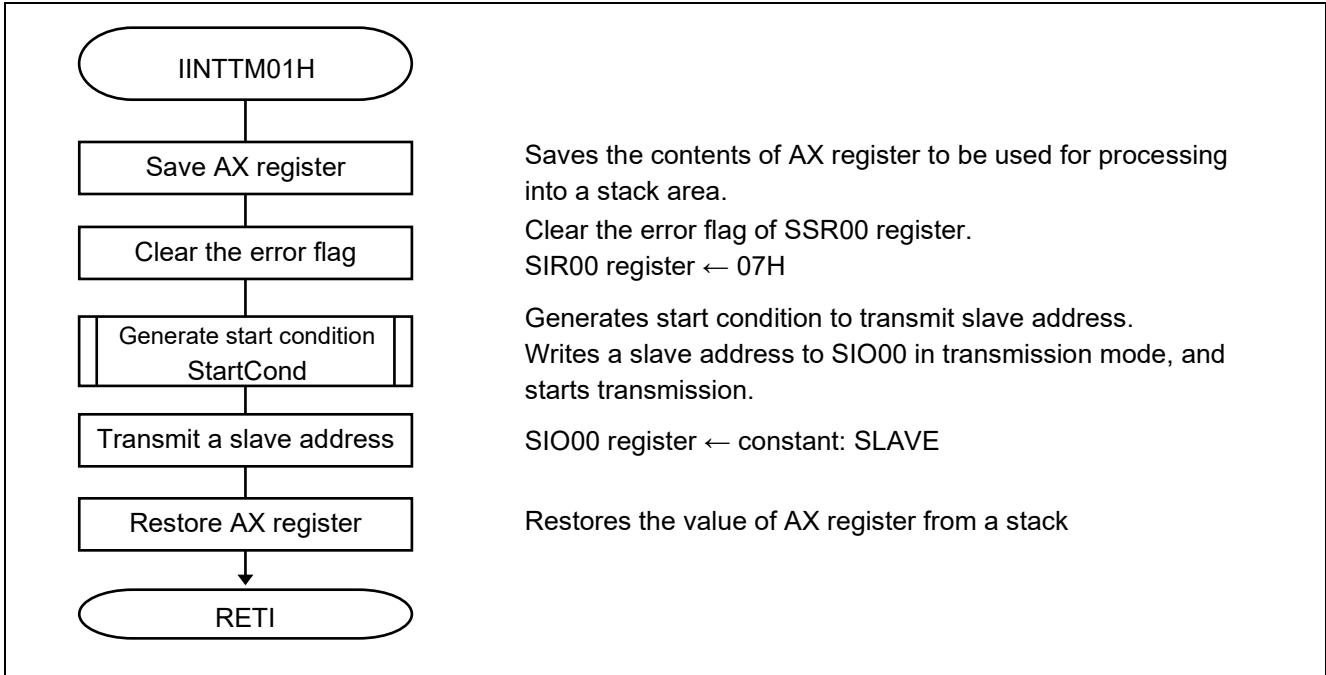 IINTTM01H
Save AX register
Saves the contents of AX register to be used for processing
into a stack area.
Clear the error flag
Clear the error flag of SSR00 register.
SIR00 register ← 07H
Generate start condition
StartCond
Generates start condition to transmit slave address.
Writes a slave address to SIO00 in transmission mode, and
starts transmission.
Transmit a slave address
SIO00 register ← constant: SLAVE
Restore AX register
Restores the value of AX register from a stack
RETI